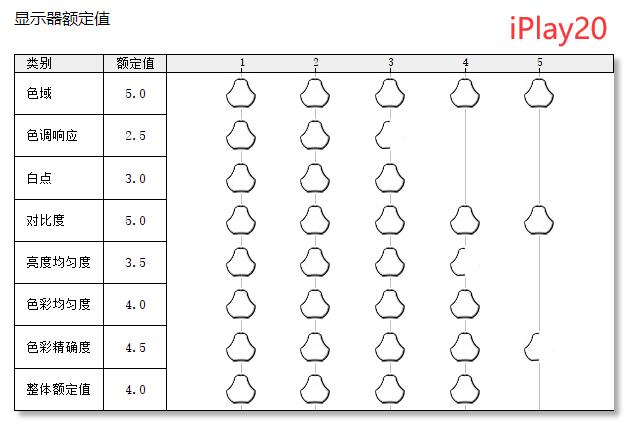 显示器额定值
iPlay20
类别 额定值 1 2 3 4 5
色域 5.0
色调响应 2.5
白点 3.0
对比度 5.0
亮度均匀度 3.5
色彩均匀度 4.0
色彩精确度 4.5
整体额定值 4.0